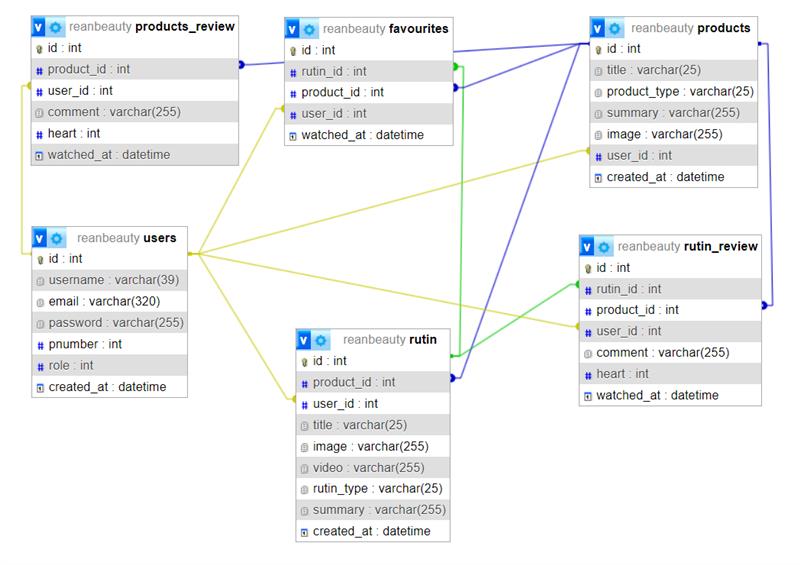 v reanbeauty products_review
id : int
# product_id : int
# user_id : int
comment : varchar(255)
# heart : int
watched_at : datetime
v reanbeauty favourites
id : int
# rutin_id : int
# product_id : int
# user_id : int
watched_at : datetime
v reanbeauty products
id : int
title : varchar(25)
product_type : varchar(25)
summary : varchar(255)
image : varchar(255)
# user_id : int
created_at : datetime
v reanbeauty users
id : int
username : varchar(39)
email : varchar(320)
password : varchar(255)
# pnumber : int
# role : int
created_at : datetime
v reanbeauty rutin
id : int
# product_id : int
# user_id : int
title : varchar(25)
image : varchar(255)
video : varchar(255)
rutin_type : varchar(25)
summary : varchar(255)
created_at : datetime
v reanbeauty rutin_review
id : int
# rutin_id : int
# product_id : int
# user_id : int
comment : varchar(255)
# heart : int
watched_at : datetime